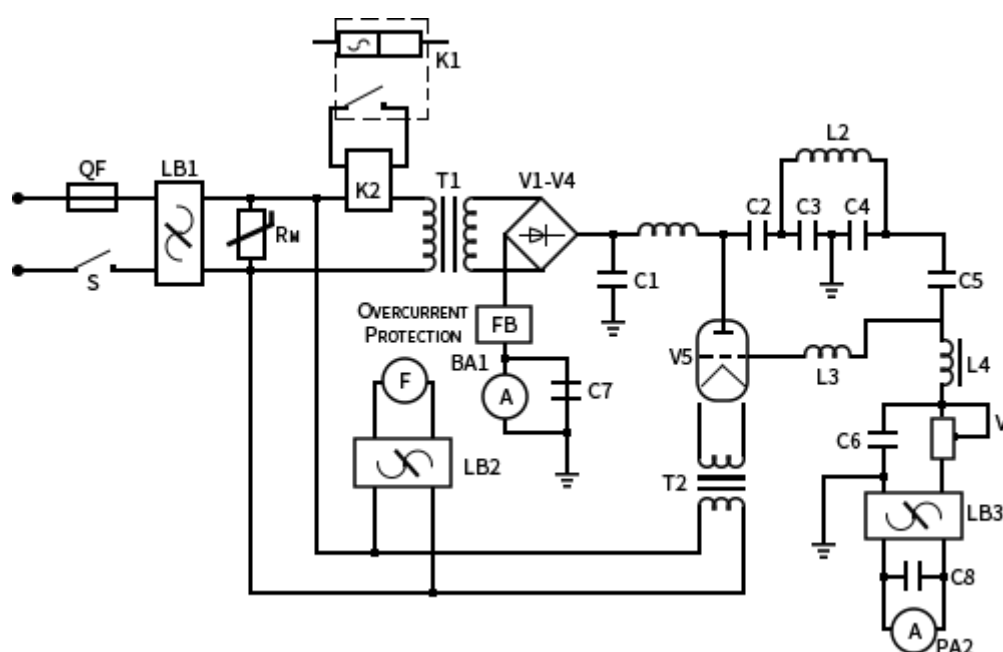 K1
L2
QF
LB1
K2
T1
V1-V4
C2
C3
C4
Rw
S
C1
C5
OVERCURRENT
PROTECTION
FB
V5
L3
L4
BA1
F
A
C7
C6
V
LB2
T2
LB3
C8
A
PA2